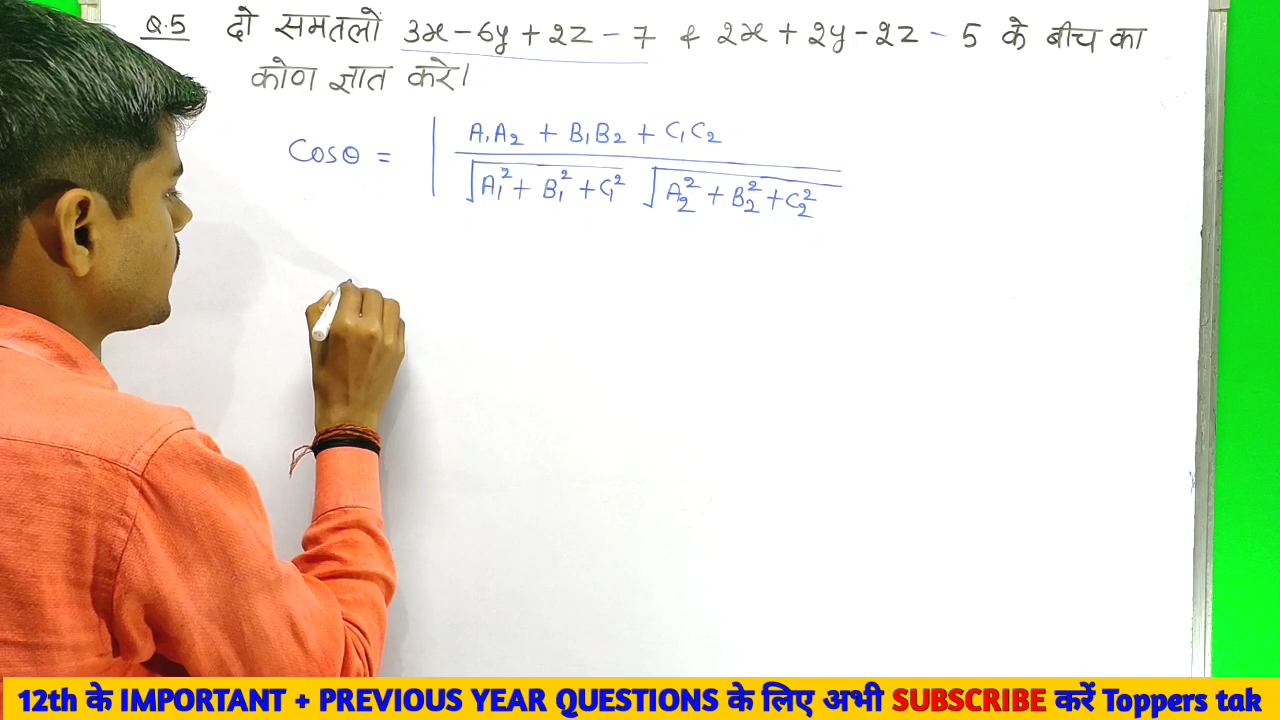 Q.5 दो समतलों 3x - 6y + 2z - 7 & 2x + 2y - 2z - 5 के बीच का
कोण ज्ञात करे।
Cosθ = | A₁A₂ + B₁B₂ + C₁C₂
√A₁² + B₁² + C₁² √A₂² + B₂² + C₂²
12th के IMPORTANT + PREVIOUS YEAR QUESTIONS के लिए अभी SUBSCRIBE करें Toppers tak